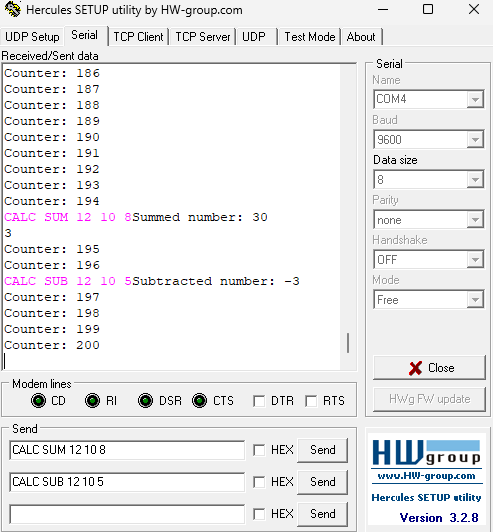 Hercules SETUP utility by HW-group.com
UDP Setup Serial TCP Client TCP Server UDP Test Mode About
Received/Sent data
Counter: 186
Counter: 187
Counter: 188
Counter: 189
Counter: 190
Counter: 191
Counter: 192
Counter: 193
Counter: 194
CALC SUM 12 10 8Summed number: 30
3
Counter: 195
Counter: 196
CALC SUB 12 10 5Subtracted number: -3
Counter: 197
Counter: 198
Counter: 199
Counter: 200
Serial
Name
COM4
Baud
9600
Data size
8
Parity
none
Handshake
OFF
Mode
Free
Close
HWg FW update
Modem lines
CD RI DSR CTS DTR RTS
Send
CALC SUM 12 10 8 HEX Send
CALC SUB 12 10 5 HEX Send
HEX Send
HW group
www.HW-group.com
Hercules SETUP utility
Version 3.2.8